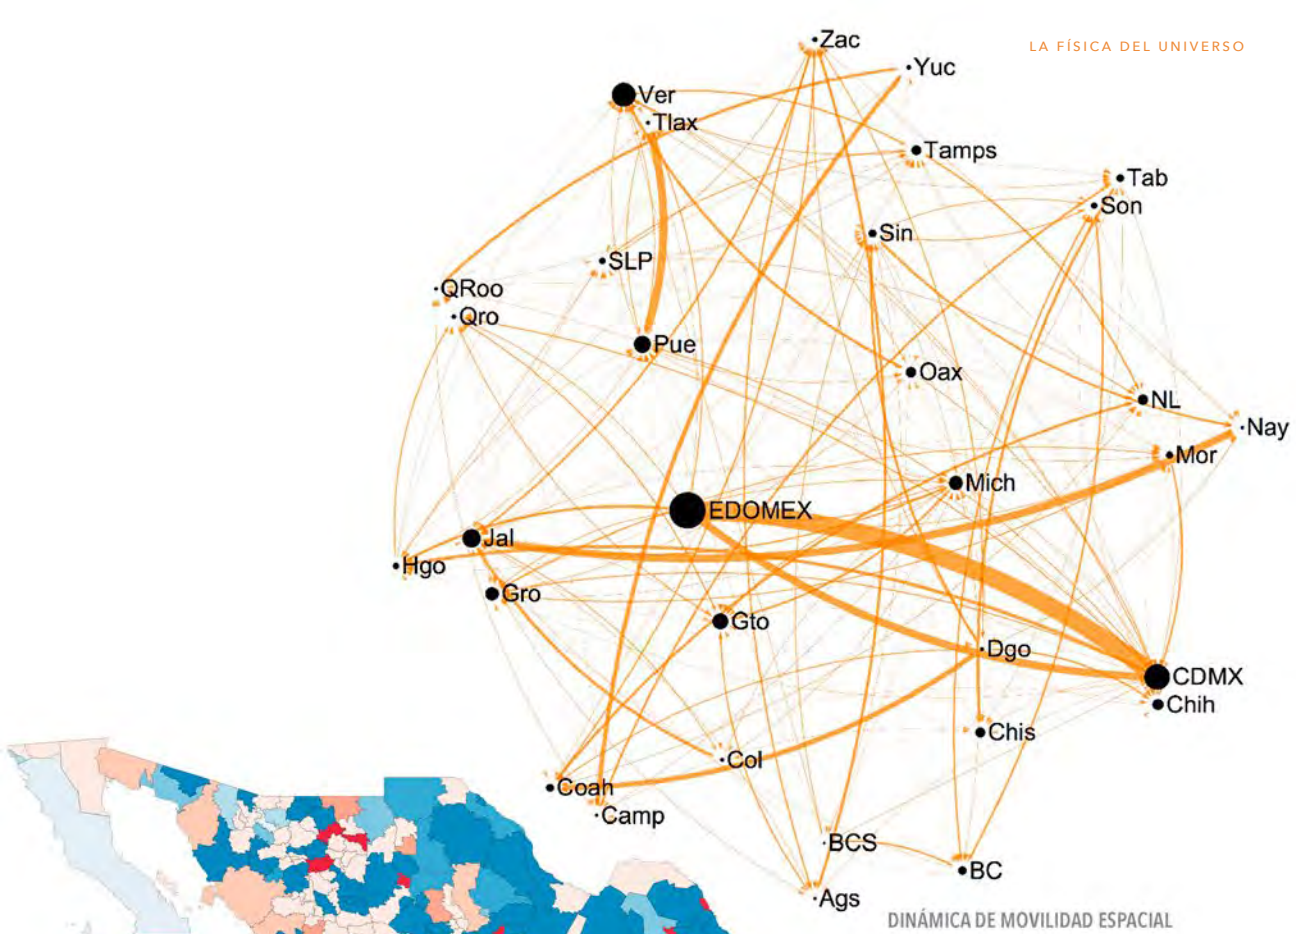 Zac
LA FÍSICA DEL UNIVERSO
Yuc
Ver
Tlax
Tamps
Tab
Son
Sin
SLP
QRoo
Qro
Pue
Oax
NL
Nay
Mor
Mich
EDOMEX
Jal
Hgo
Gro
Gto
Dgo
CDMX
Chih
Chis
Col
Coah
Camp
BCS
BC
Ags
DINÁMICA DE MOVILIDAD ESPACIAL